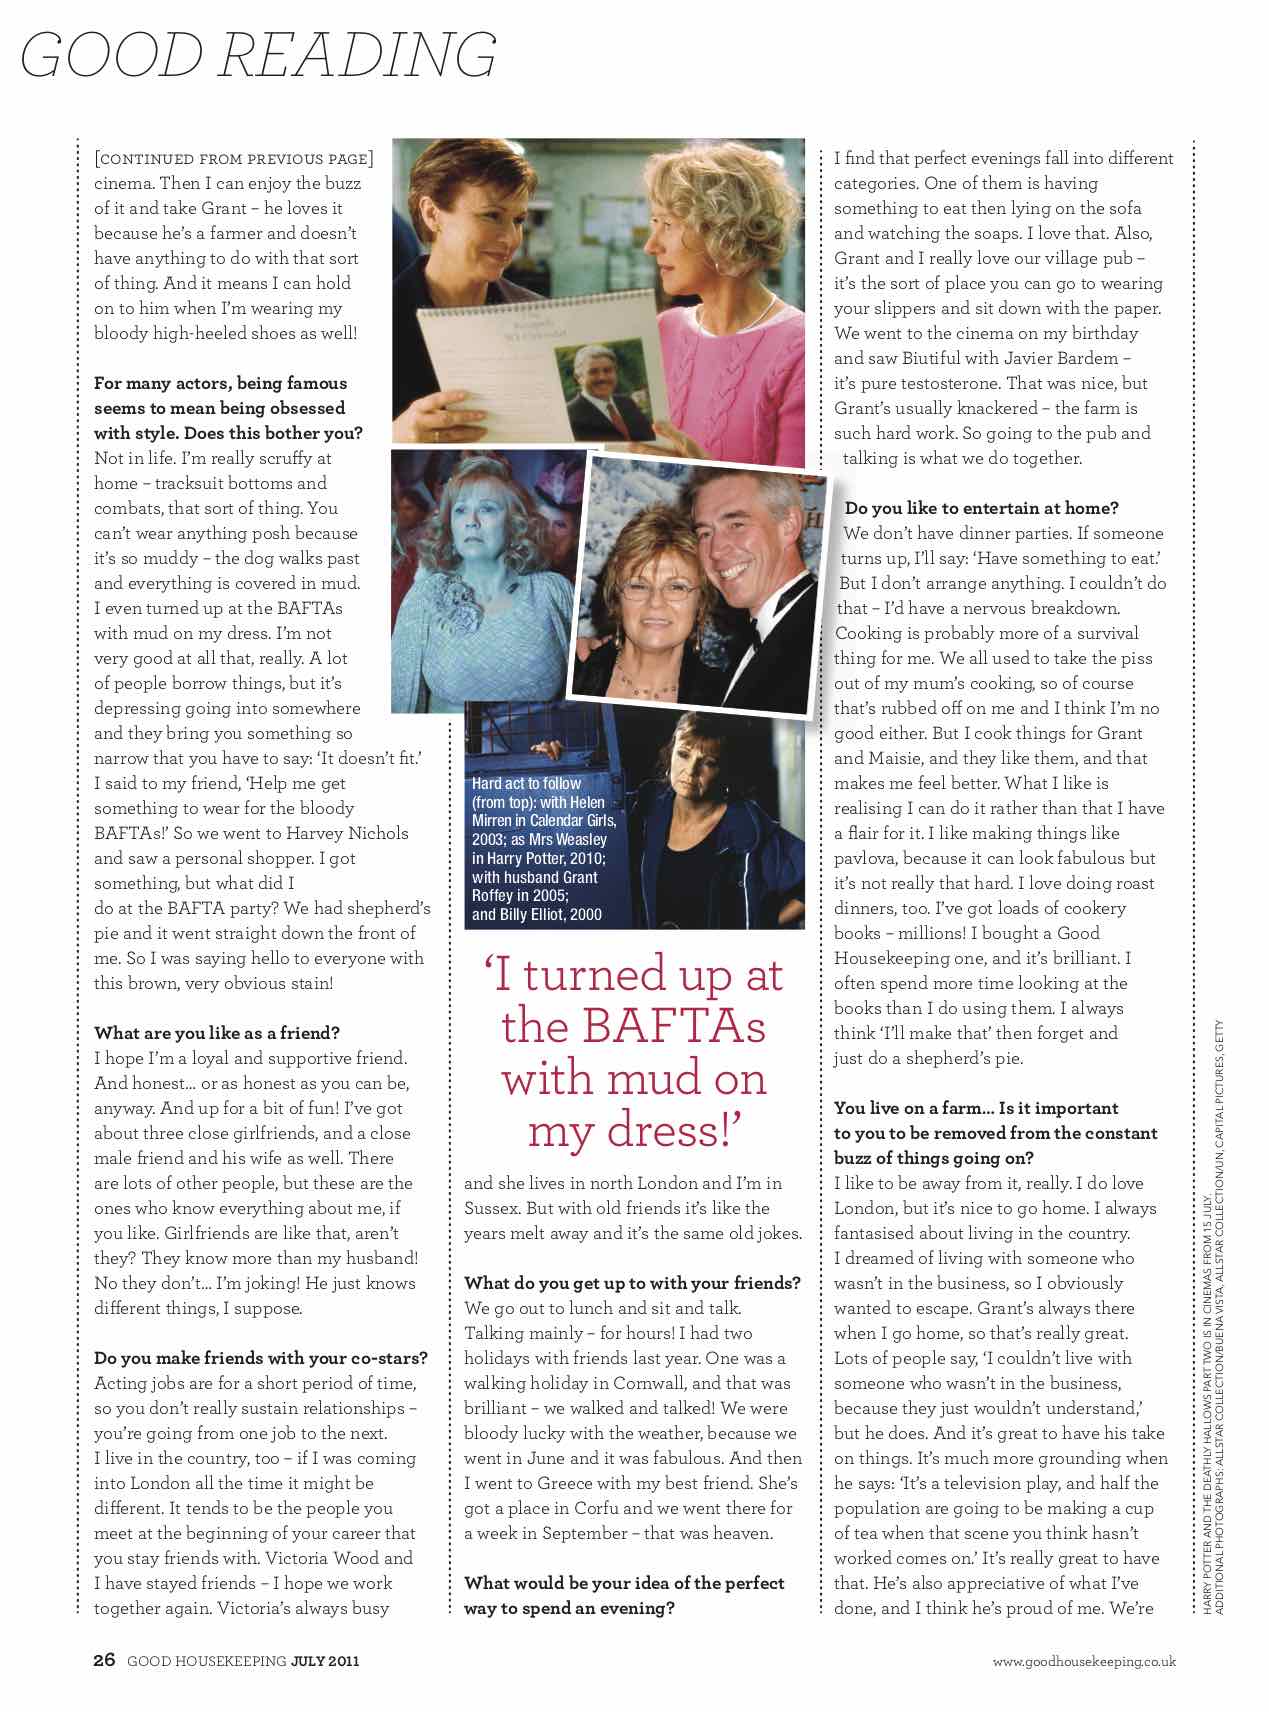 GOOD READING
[CONTINUED FROM PREVIOUS PAGE]
cinema. Then I can enjoy the buzz
of it and take Grant – he loves it
because he's a farmer and doesn't
have anything to do with that sort
of thing. And it means I can hold
on to him when I'm wearing my
bloody high-heeled shoes as well!
For many actors, being famous
seems to mean being obsessed
with style. Does this bother you?
Not in life. I'm really scruffy at
home – tracksuit bottoms and
combats, that sort of thing. You
can't wear anything posh because
it's so muddy – the dog walks past
and everything is covered in mud.
I even turned up at the BAFTAs
with mud on my dress. I'm not
very good at all that, really. A lot
of people borrow things, but it's
depressing going into somewhere
and they bring you something so
narrow that you have to say: 'It doesn't fit.'
I said to my friend, 'Help me get
something to wear for the bloody
BAFTAs!' So we went to Harvey Nichols
and saw a personal shopper. I got
something, but what did I
do at the BAFTA party? We had shepherd's
pie and it went straight down the front of
me. So I was saying hello to everyone with
this brown, very obvious stain!
What are you like as a friend?
I hope I'm a loyal and supportive friend.
And honest... or as honest as you can be,
anyway. And up for a bit of fun! I've got
about three close girlfriends, and a close
male friend and his wife as well. There
are lots of other people, but these are the
ones who know everything about me, if
you like. Girlfriends are like that, aren't
they? They know more than my husband!
No they don't... I'm joking! He just knows
different things, I suppose.
Do you make friends with your co-stars?
Acting jobs are for a short period of time,
so you don't really sustain relationships –
you're going from one job to the next.
I live in the country, too – if I was coming
into London all the time it might be
different. It tends to be the people you
meet at the beginning of your career that
you stay friends with. Victoria Wood and
I have stayed friends – I hope we work
together again. Victoria's always busy
Hard act to follow
(from top): with Helen
Mirren in Calendar Girls,
2003; as Mrs Weasley
in Harry Potter, 2010;
with husband Grant
Roffey in 2005;
and Billy Elliot, 2000
'I turned up at
the BAFTAs
with mud on
my dress!'
and she lives in north London and I'm in
Sussex. But with old friends it's like the
years melt away and it's the same old jokes.
What do you get up to with your friends?
We go out to lunch and sit and talk.
Talking mainly – for hours! I had two
holidays with friends last year. One was a
walking holiday in Cornwall, and that was
brilliant – we walked and talked! We were
bloody lucky with the weather, because we
went in June and it was fabulous. And then
I went to Greece with my best friend. She's
got a place in Corfu and we went there for
a week in September – that was heaven.
What would be your idea of the perfect
way to spend an evening?
I find that perfect evenings fall into different
categories. One of them is having
something to eat then lying on the sofa
and watching the soaps. I love that. Also,
Grant and I really love our village pub –
it's the sort of place you can go to wearing
your slippers and sit down with the paper.
We went to the cinema on my birthday
and saw Biutiful with Javier Bardem –
it's pure testosterone. That was nice, but
Grant's usually knackered – the farm is
such hard work. So going to the pub and
talking is what we do together.
Do you like to entertain at home?
We don't have dinner parties. If someone
turns up, I'll say: 'Have something to eat.'
But I don't arrange anything. I couldn't do
that – I'd have a nervous breakdown.
Cooking is probably more of a survival
thing for me. We all used to take the piss
out of my mum's cooking, so of course
that's rubbed off on me and I think I'm no
good either. But I cook things for Grant
and Maisie, and they like them, and that
makes me feel better. What I like is
realising I can do it rather than that I have
a flair for it. I like making things like
pavlova, because it can look fabulous but
it's not really that hard. I love doing roast
dinners, too. I've got loads of cookery
books – millions! I bought a Good
Housekeeping one, and it's brilliant. I
often spend more time looking at the
books than I do using them. I always
think 'I'll make that' then forget and
just do a shepherd's pie.
You live on a farm... Is it important
to you to be removed from the constant
buzz of things going on?
I like to be away from it, really. I do love
London, but it's nice to go home. I always
fantasised about living in the country.
I dreamed of living with someone who
wasn't in the business, so I obviously
wanted to escape. Grant's always there
when I go home, so that's really great.
Lots of people say, 'I couldn't live with
someone who wasn't in the business,
because they just wouldn't understand,'
but he does. And it's great to have his take
on things. It's much more grounding when
he says: 'It's a television play, and half the
population are going to be making a cup
of tea when that scene you think hasn't
worked comes on.' It's really great to have
that. He's also appreciative of what I've
done, and I think he's proud of me. We're
HARRY POTTER AND THE DEATHLY HALLOWS PART TWO IS IN CINEMAS FROM 15 JULY.
ADDITIONAL PHOTOGRAPHS: ALLSTAR COLLECTION/BUENA VISTA, ALLSTAR COLLECTION/UN, CAPITAL PICTURES, GETTY
26 GOOD HOUSEKEEPING JULY 2011
www.goodhousekeeping.co.uk